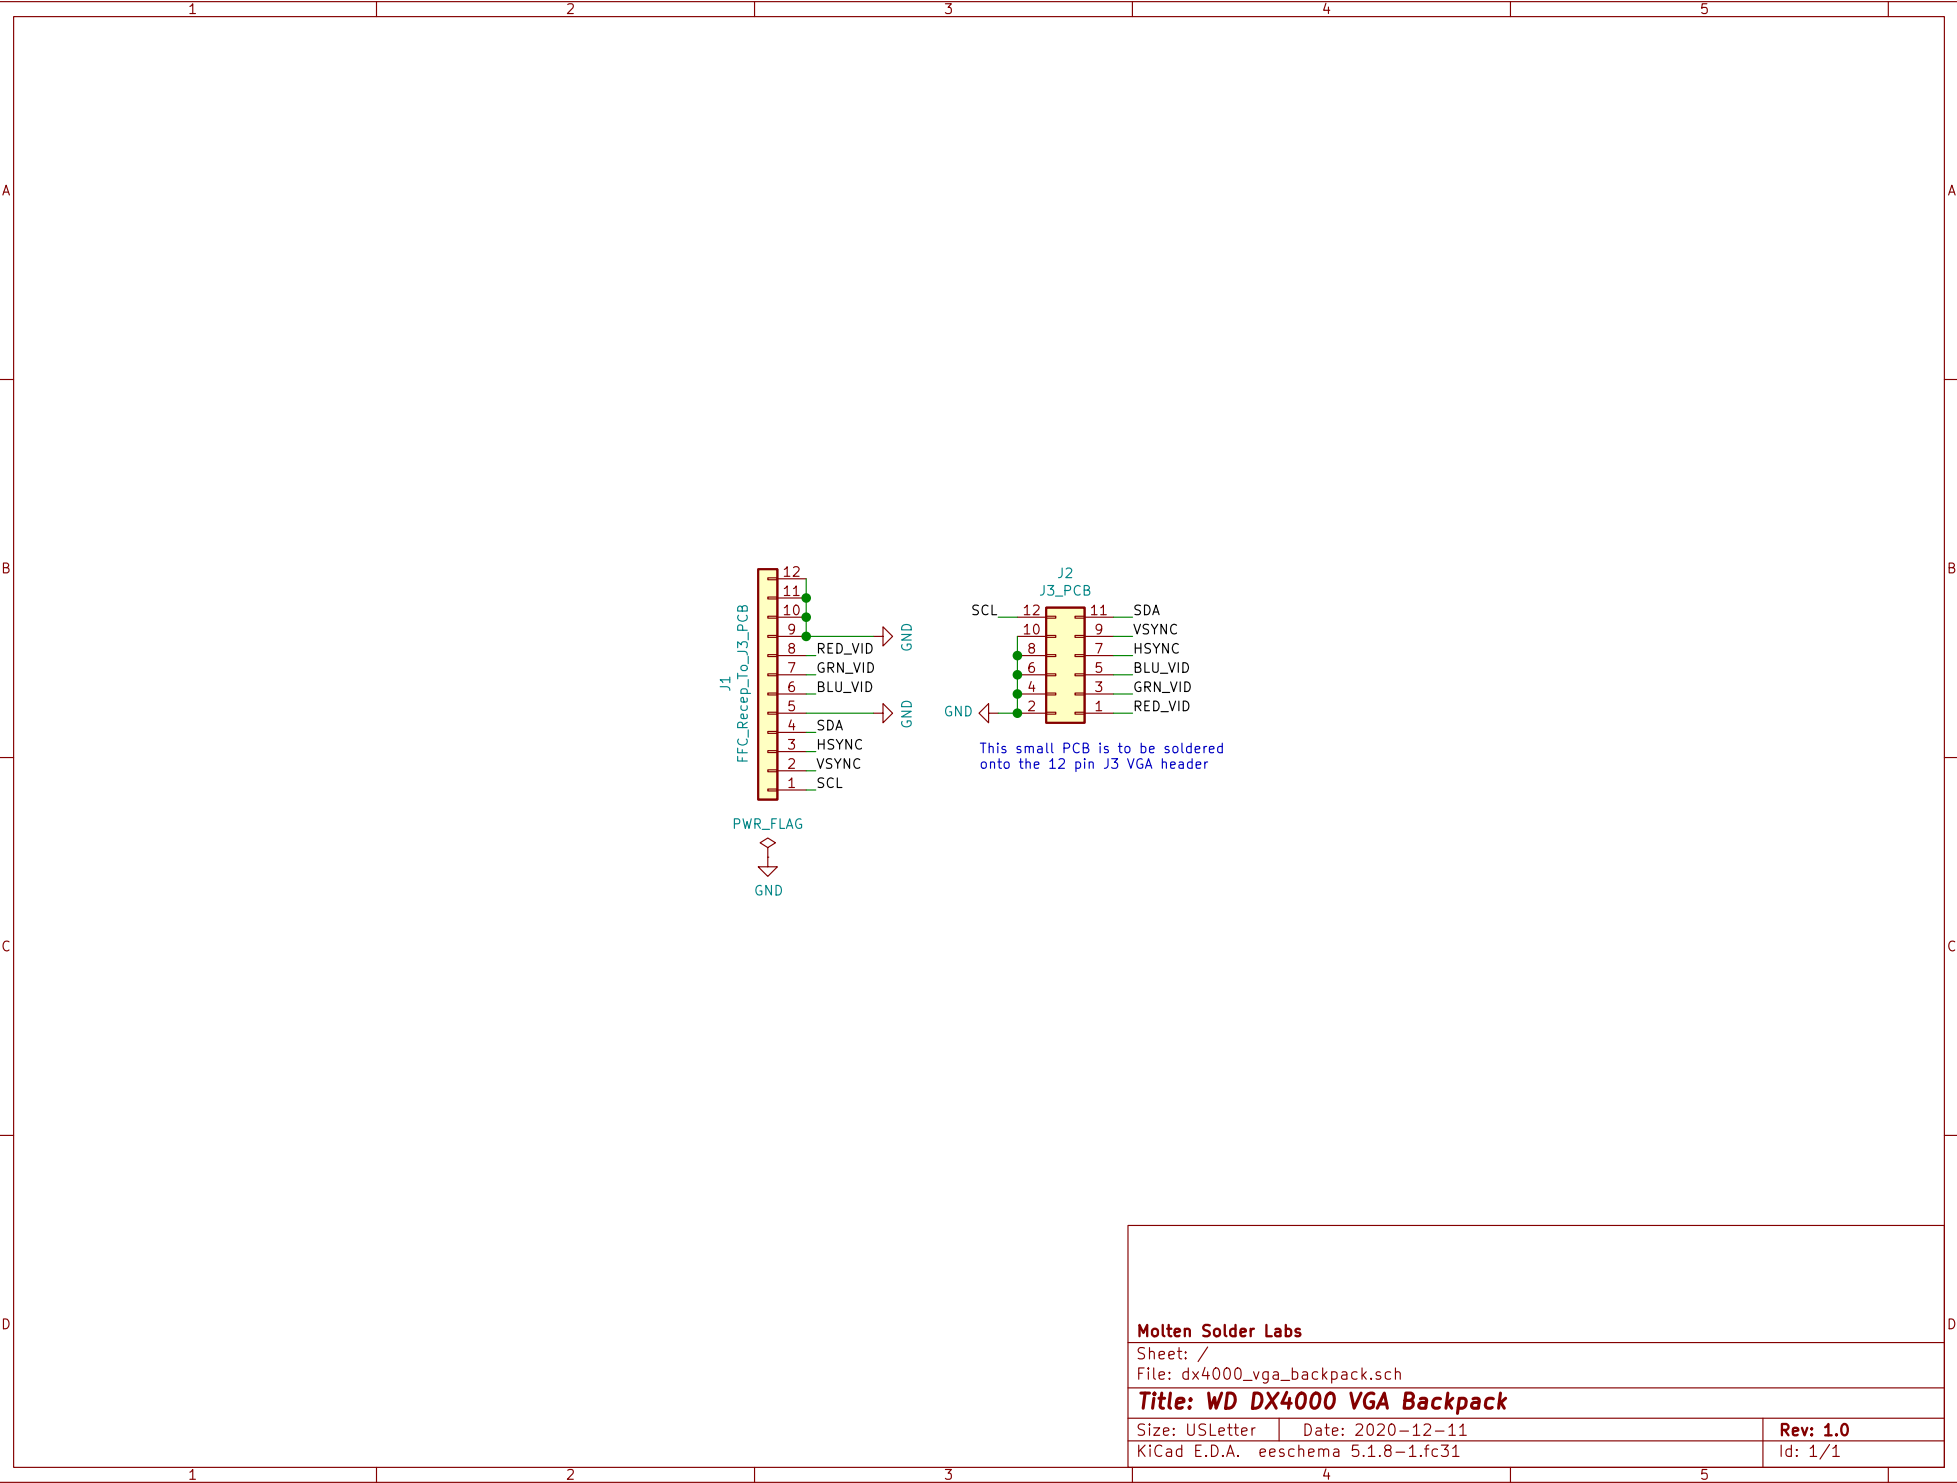 1 2 3 4 5
A A
B B
C C
D D
J1
FFC_Recep_To_J3_PCB
12
11
10
9 GND
8 RED_VID
7 GRN_VID
6 BLU_VID
5 GND
4 SDA
3 HSYNC
2 VSYNC
1 SCL
PWR_FLAG
GND
J2
J3_PCB
SCL 12 11 SDA
10 9 VSYNC
8 7 HSYNC
6 5 BLU_VID
4 3 GRN_VID
GND 2 1 RED_VID
This small PCB is to be soldered
onto the 12 pin J3 VGA header
Molten Solder Labs
Sheet: /
File: dx4000_vga_backpack.sch
Title: WD DX4000 VGA Backpack
Size: USLetter Date: 2020-12-11 Rev: 1.0
KiCad E.D.A. eeschema 5.1.8-1.fc31 Id: 1/1
1 2 3 4 5